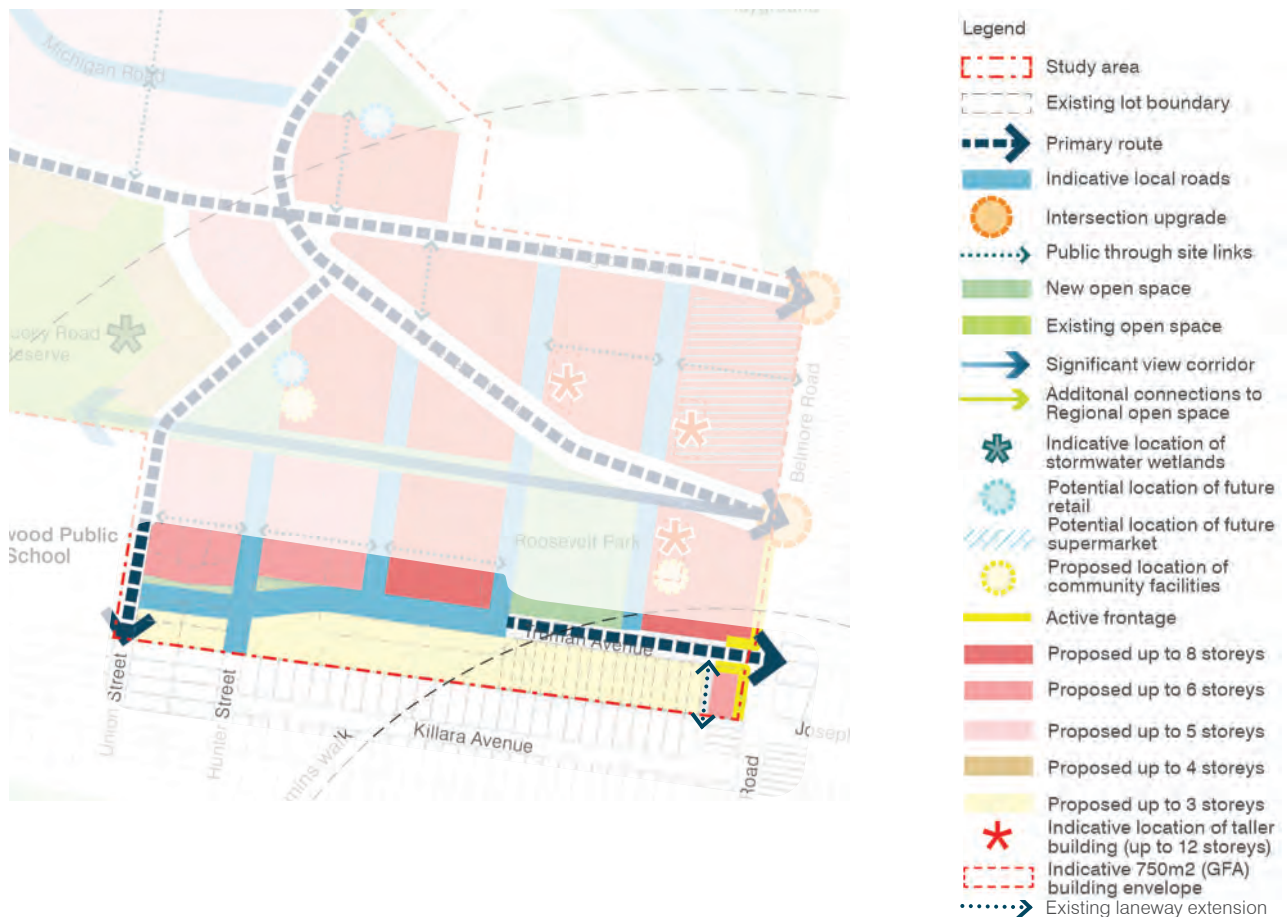 Michigan Road
Belmore Road
wood Public
School
Roosevelt Park
Truman Avenue
Union Street
Hunter Street
Killara Avenue
mins walk
Joseph
Road
Legend
Study area
Existing lot boundary
Primary route
Indicative local roads
Intersection upgrade
Public through site links
New open space
Existing open space
Significant view corridor
Additonal connections to
Regional open space
Indicative location of
stormwater wetlands
Potential location of future
retail
Potential location of future
supermarket
Proposed location of
community facilities
Active frontage
Proposed up to 8 storeys
Proposed up to 6 storeys
Proposed up to 5 storeys
Proposed up to 4 storeys
Proposed up to 3 storeys
Indicative location of taller
building (up to 12 storeys)
Indicative 750m2 (GFA)
building envelope
Existing laneway extension